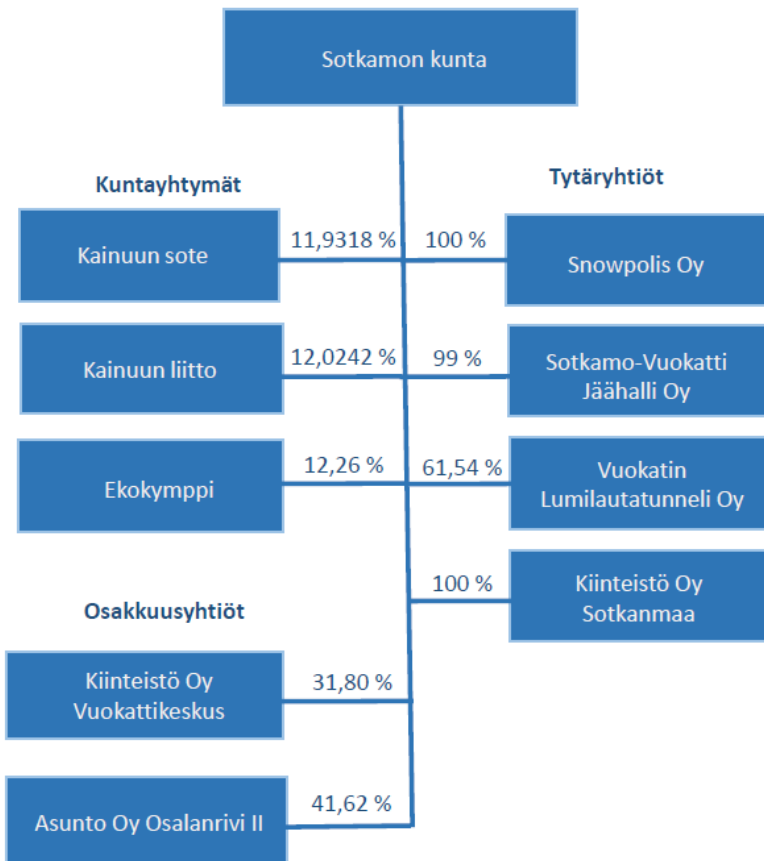 Sotkamon kunta
Kuntayhtymät
Tytäryhtiöt
Kainuun sote
11,9318 %
100 %
Snowpolis Oy
Kainuun liitto
12,0242 %
99 %
Sotkamo-Vuokatti
Jäähalli Oy
Ekokymppi
12,26 %
61,54 %
Vuokatin
Lumilautatunneli Oy
100 %
Kiinteistö Oy
Sotkanmaa
Osakkuusyhtiöt
Kiinteistö Oy
Vuokattikeskus
31,80 %
Asunto Oy Osalanrivi II
41,62 %